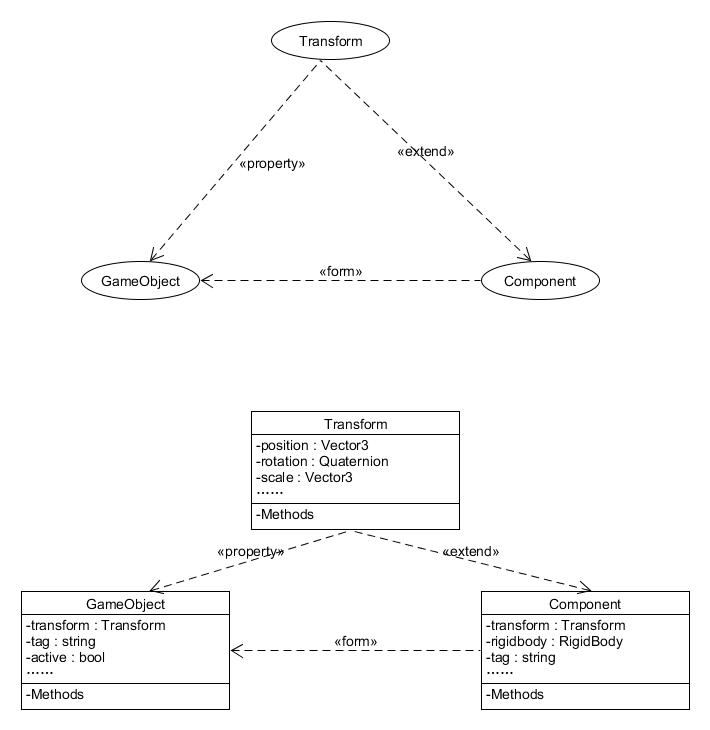 Transform
«extend»
«property»
«form»
GameObject
Component
Transform
-position : Vector3
-rotation : Quaternion
-scale : Vector3
……
-Methods
«property»
«extend»
GameObject
-transform : Transform
-tag : string
-active : bool
……
-Methods
«form»
Component
-transform : Transform
-rigidbody : RigidBody
-tag : string
……
-Methods